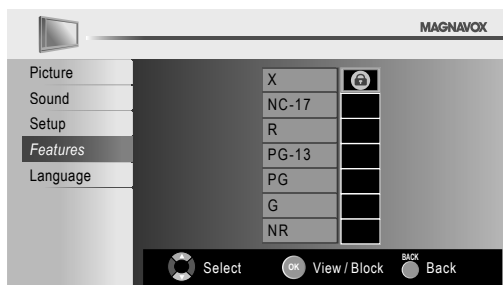 MAGNAVOX
Picture
Sound
Setup
Features
Language
X
NC-17
R
PG-13
PG
G
NR
Select
OK
View / Block
BACK
Back